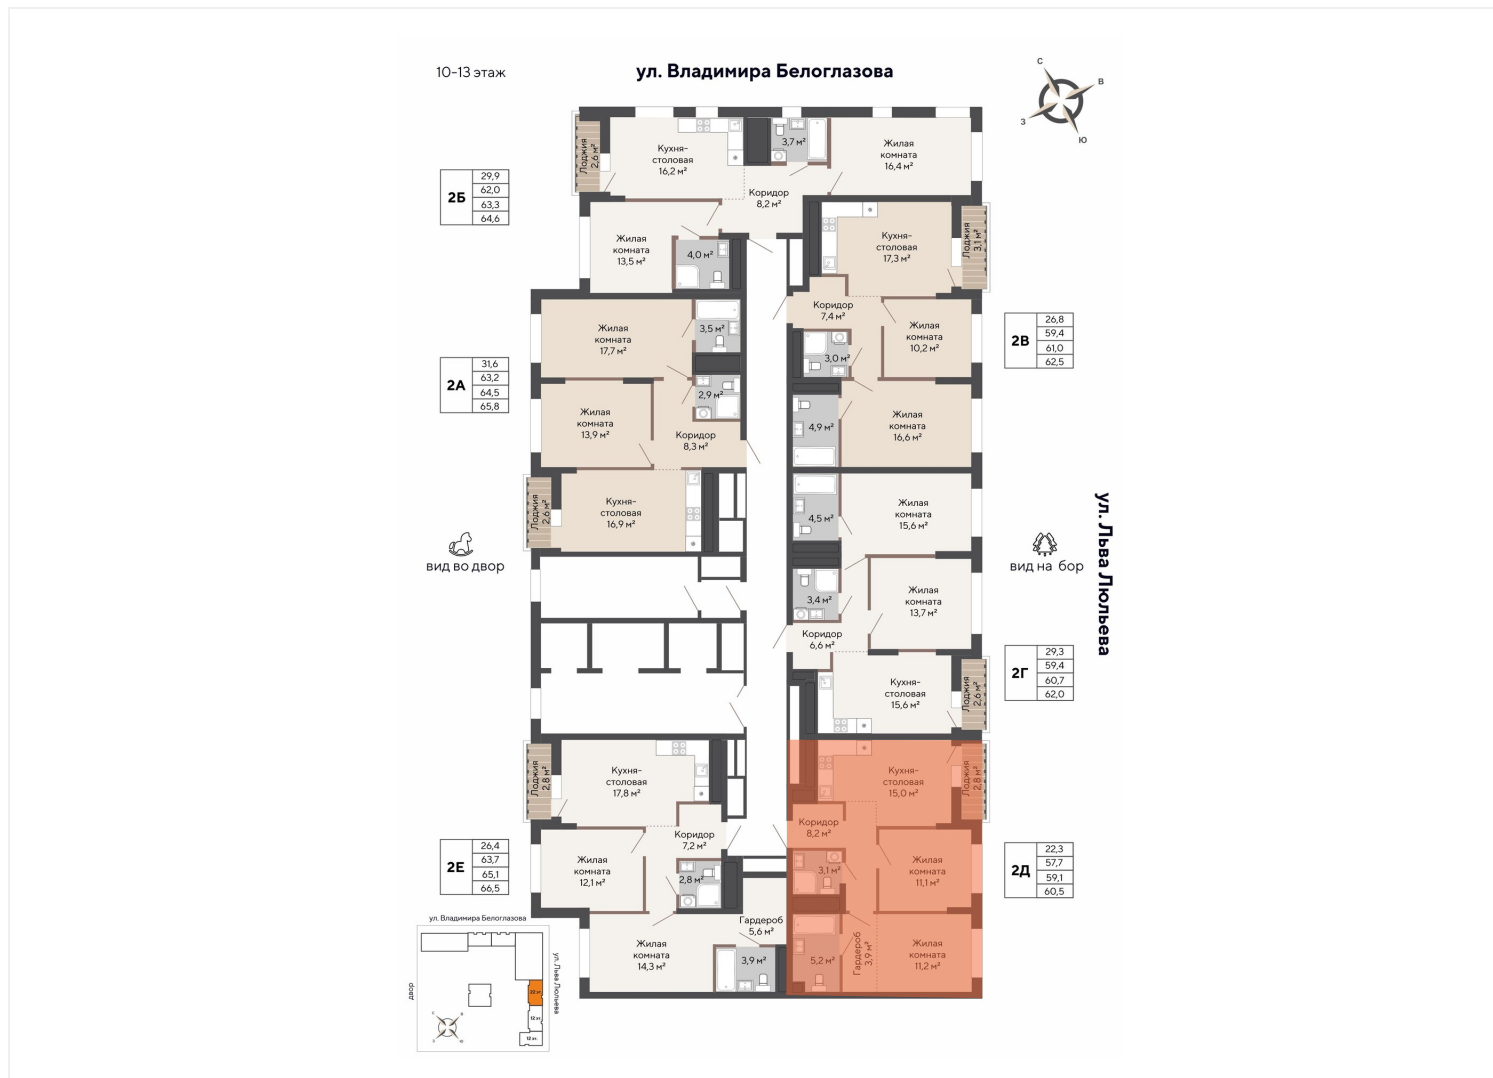 10-13 этаж
ул. Владимира Белоглазова
С
В
З
Ю
Лоджия
2,6 м²
Кухня-
столовая
16,2 м²
3,7 м²
Жилая
комната
16,4 м²
Коридор
8,2 м²
2Б
29,9
62,0
63,3
64,6
Жилая
комната
13,5 м²
4,0 м²
Кухня-
столовая
17,3 м²
Лоджия
3,1 м²
Коридор
7,4 м²
Жилая
комната
10,2 м²
3,0 м²
2В
26,8
59,4
61,0
62,5
Жилая
комната
17,7 м²
3,5 м²
2А
31,6
63,2
64,5
65,8
2,9 м²
Жилая
комната
13,9 м²
Коридор
8,3 м²
4,9 м²
Жилая
комната
16,6 м²
Лоджия
2,6 м²
Кухня-
столовая
16,9 м²
4,5 м²
Жилая
комната
15,6 м²
вид во двор
вид на бор
ул. Льва Люльева
3,4 м²
Жилая
комната
13,7 м²
Коридор
6,6 м²
Кухня-
столовая
15,6 м²
Лоджия
2,6 м²
2Г
29,3
59,4
60,7
62,0
Лоджия
2,8 м²
Кухня-
столовая
17,8 м²
Кухня-
столовая
15,0 м²
Лоджия
2,8 м²
Коридор
7,2 м²
Коридор
8,2 м²
2Е
26,4
63,7
65,1
66,5
Жилая
комната
12,1 м²
2,8 м²
3,1 м²
Жилая
комната
11,1 м²
2Д
22,3
57,7
59,1
60,5
Гардероб
5,6 м²
Жилая
комната
14,3 м²
3,9 м²
5,2 м²
Гардероб
3,9 м²
Жилая
комната
11,2 м²
ул. Владимира Белоглазова
ул. Льва Люльева
двор
22 эт.
12 эт.
12 эт.